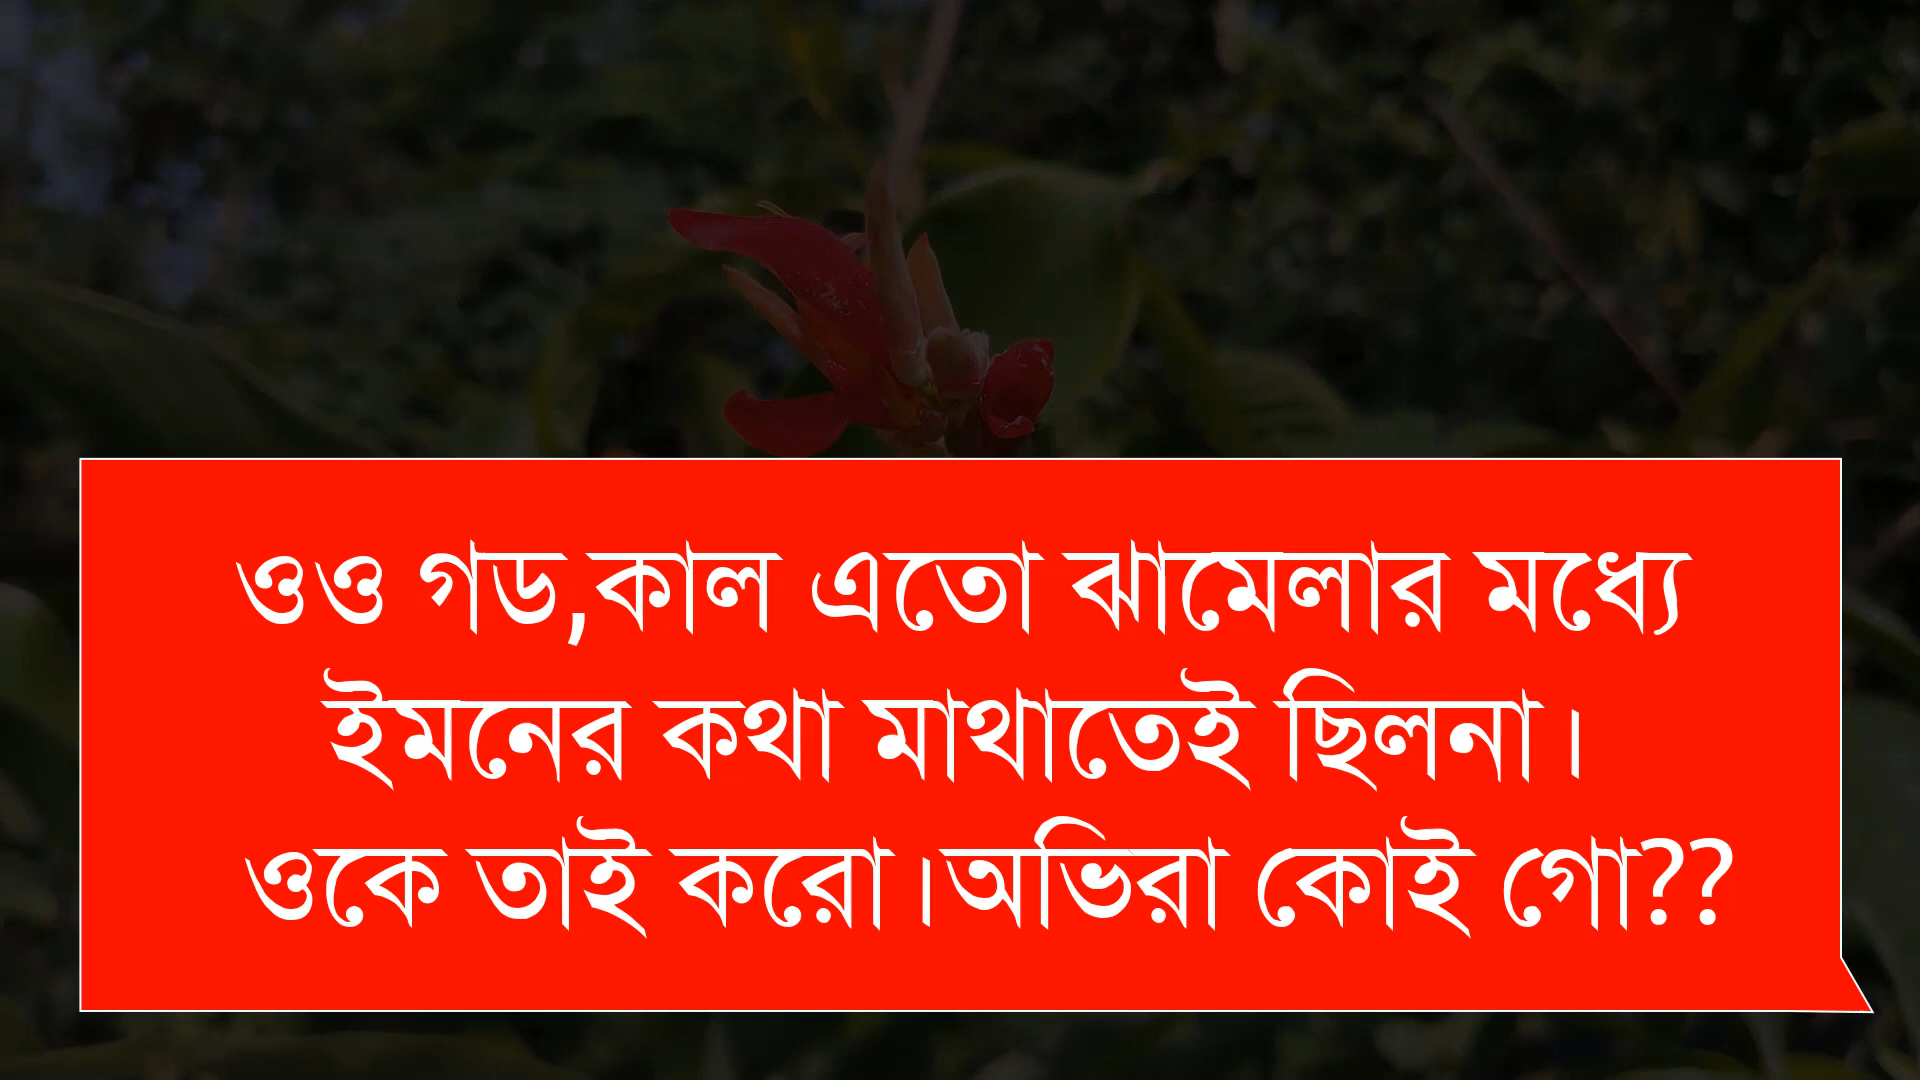 ওও গড,কাল এতো ঝামেলার মধ্যে
ইমনের কথা মাথাতেই ছিলনা।
ওকে তাই করো।অভিরা কোই গো??